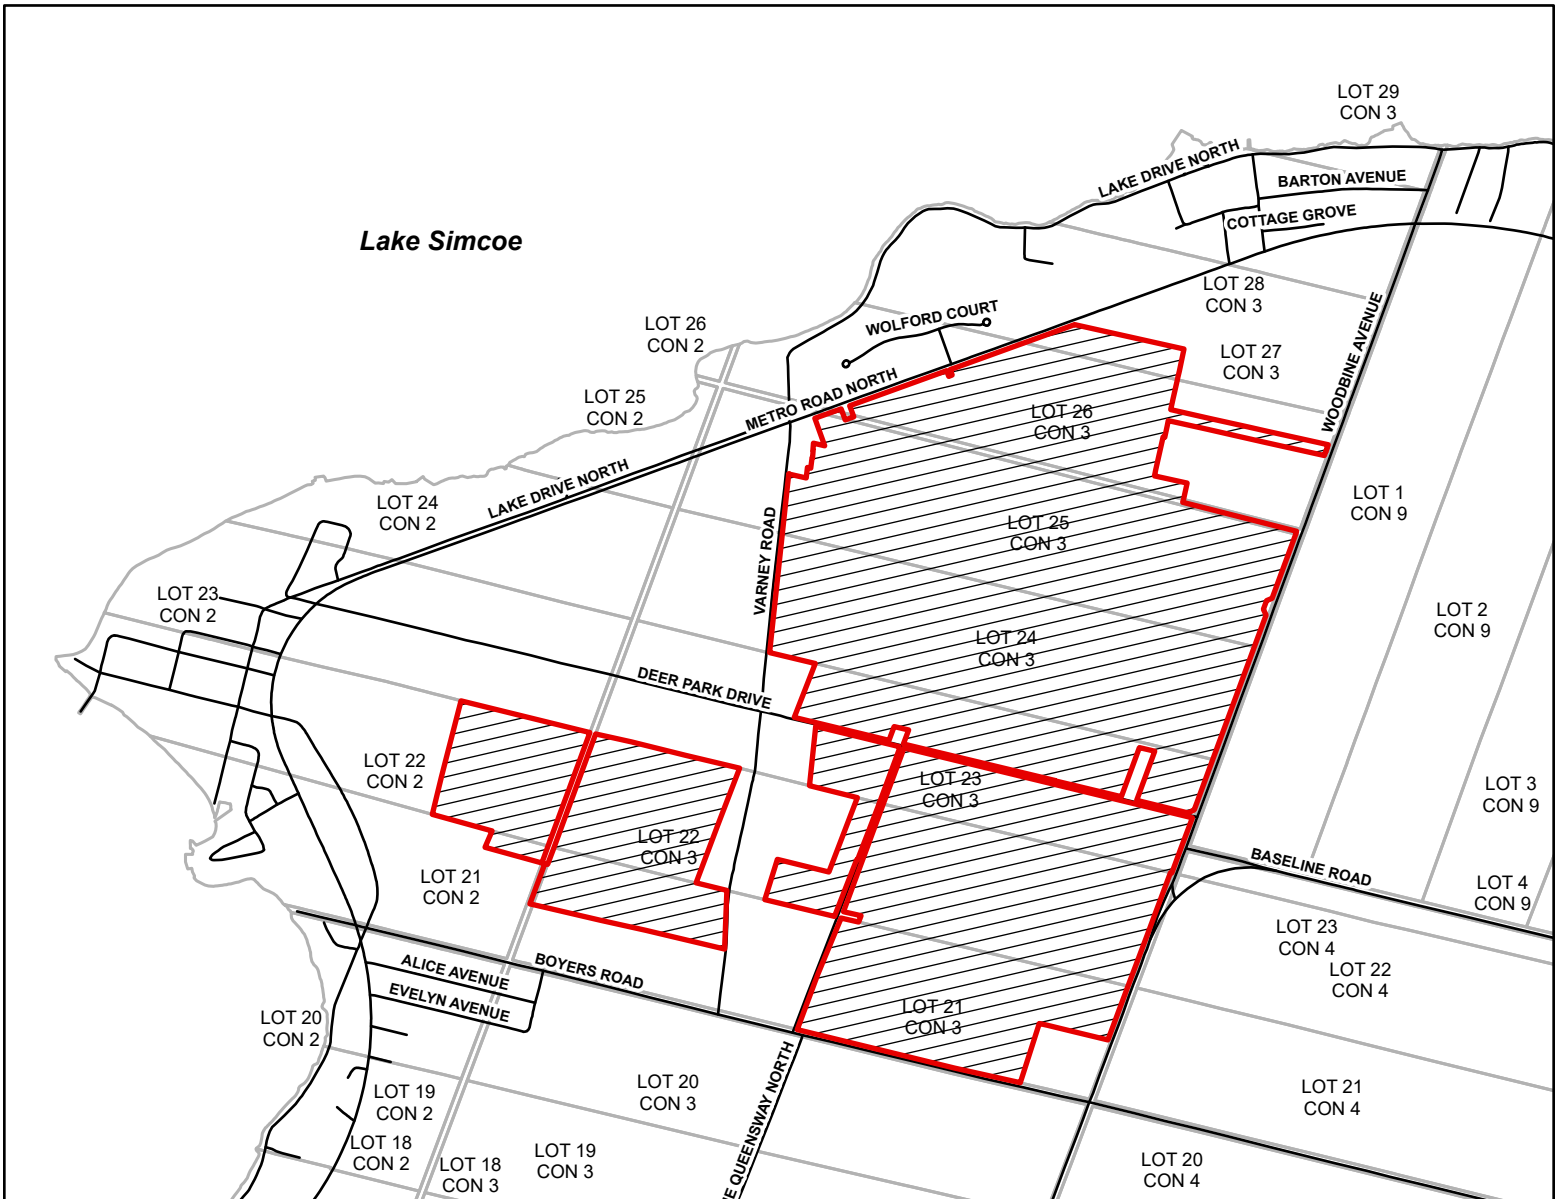 LOT 29
CON 3
LAKE DRIVE NORTH
BARTON AVENUE
COTTAGE GROVE
Lake Simcoe
LOT 28
CON 3
WOLFORD COURT
LOT 26
CON 2
LOT 27
CON 3
WOODBINE AVENUE
METRO ROAD NORTH
LOT 25
CON 2
LOT 26
CON 3
LAKE DRIVE NORTH
LOT 24
CON 2
LOT 1
CON 9
LOT 25
CON 3
VARNEY ROAD
LOT 23
CON 2
LOT 2
CON 9
LOT 24
CON 3
DEER PARK DRIVE
LOT 22
CON 2
LOT 23
CON 3
LOT 3
CON 9
LOT 22
CON 3
BASELINE ROAD
LOT 21
CON 2
LOT 4
CON 9
LOT 23
CON 4
LOT 22
CON 4
BOYERS ROAD
ALICE AVENUE
EVELYN AVENUE
LOT 21
CON 3
LOT 20
CON 2
LOT 20
CON 3
LOT 21
CON 4
LOT 19
CON 2
QUEENSWAY NORTH
LOT 18
CON 2
LOT 18
CON 3
LOT 19
CON 3
LOT 20
CON 4